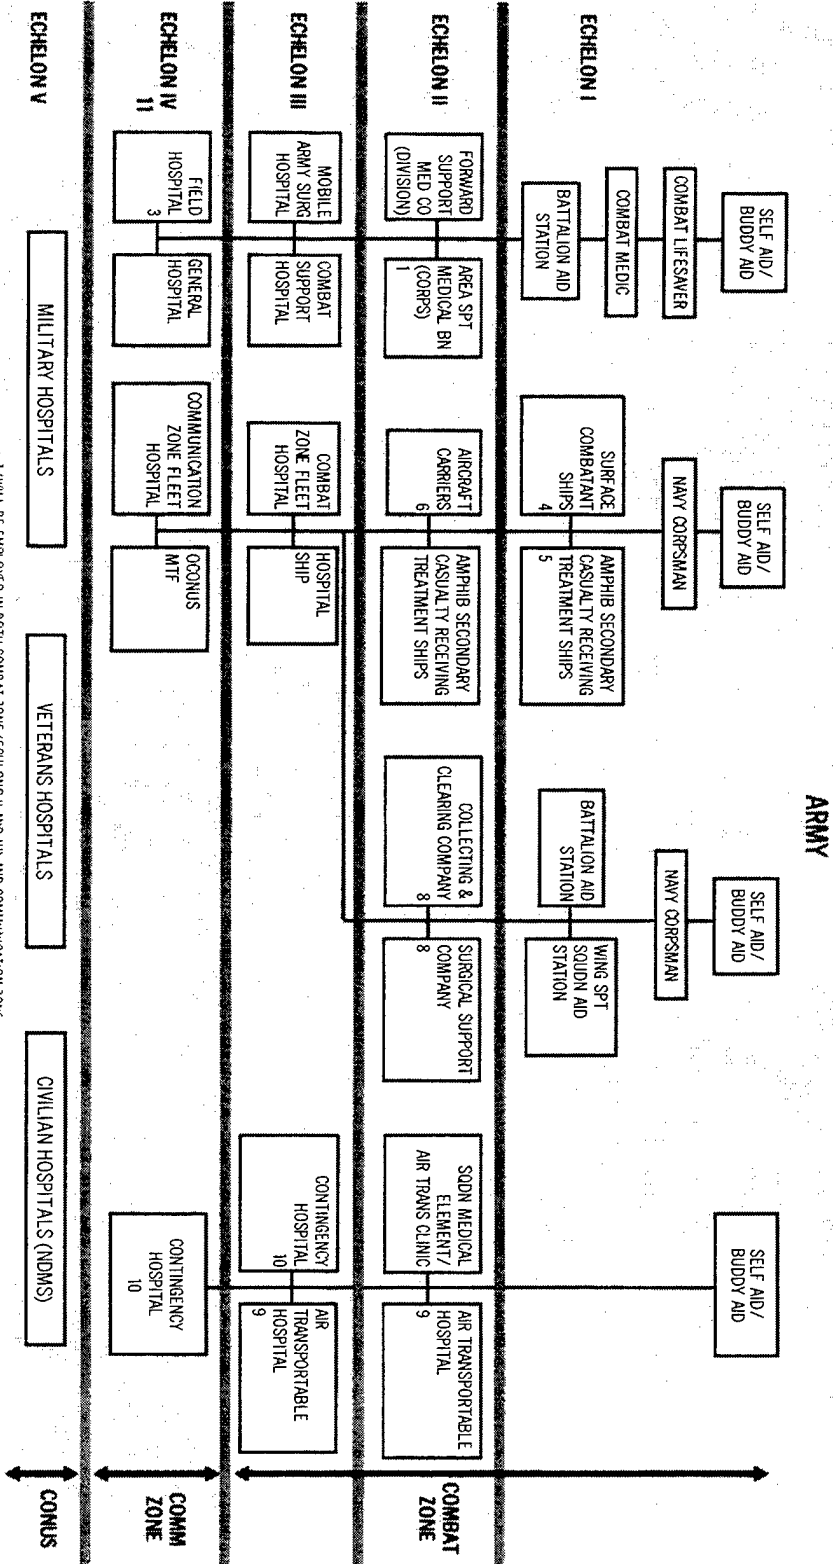 ARMY
ECHELON I
SELF AID/
BUDDY AID
COMBAT LIFESAVER
COMBAT MEDIC
BATTALION AID
STATION
SELF AID/
BUDDY AID
NAVY CORPSMAN
SURFACE
COMBATANT
SHIPS
4
AMPHIB SECONDARY
CASUALTY RECEIVING
TREATMENT SHIPS
5
SELF AID/
BUDDY AID
NAVY CORPSMAN
BATTALION AID
STATION
WING SPT
SQUDN AID
STATION
SELF AID/
BUDDY AID
ECHELON II
FORWARD
SUPPORT
MED CO
(DIVISION)
AREA SPT
MEDICAL BN
(CORPS)
1
AIRCRAFT
CARRIERS
6
AMPHIB SECONDARY
CASUALTY RECEIVING
TREATMENT SHIPS
COLLECTING &
CLEARING COMPANY
8
SURGICAL SUPPORT
COMPANY
8
SQDN MEDICAL
ELEMENT/
AIR TRANS CLINIC
AIR TRANSPORTABLE
HOSPITAL
9
COMBAT
ZONE
ECHELON III
MOBILE
ARMY SURG
HOSPITAL
COMBAT
SUPPORT
HOSPITAL
COMBAT
ZONE FLEET
HOSPITAL
HOSPITAL
SHIP
CONTINGENCY
HOSPITAL
10
AIR
TRANSPORTABLE
HOSPITAL
9
ECHELON IV
11
FIELD
HOSPITAL
3
GENERAL
HOSPITAL
COMMUNICATION
ZONE FLEET
HOSPITAL
OCONUS
MTF
CONTINGENCY
HOSPITAL
10
COMM
ZONE
ECHELON V
MILITARY HOSPITALS
VETERANS HOSPITALS
CIVILIAN HOSPITALS (NDMS)
CONUS